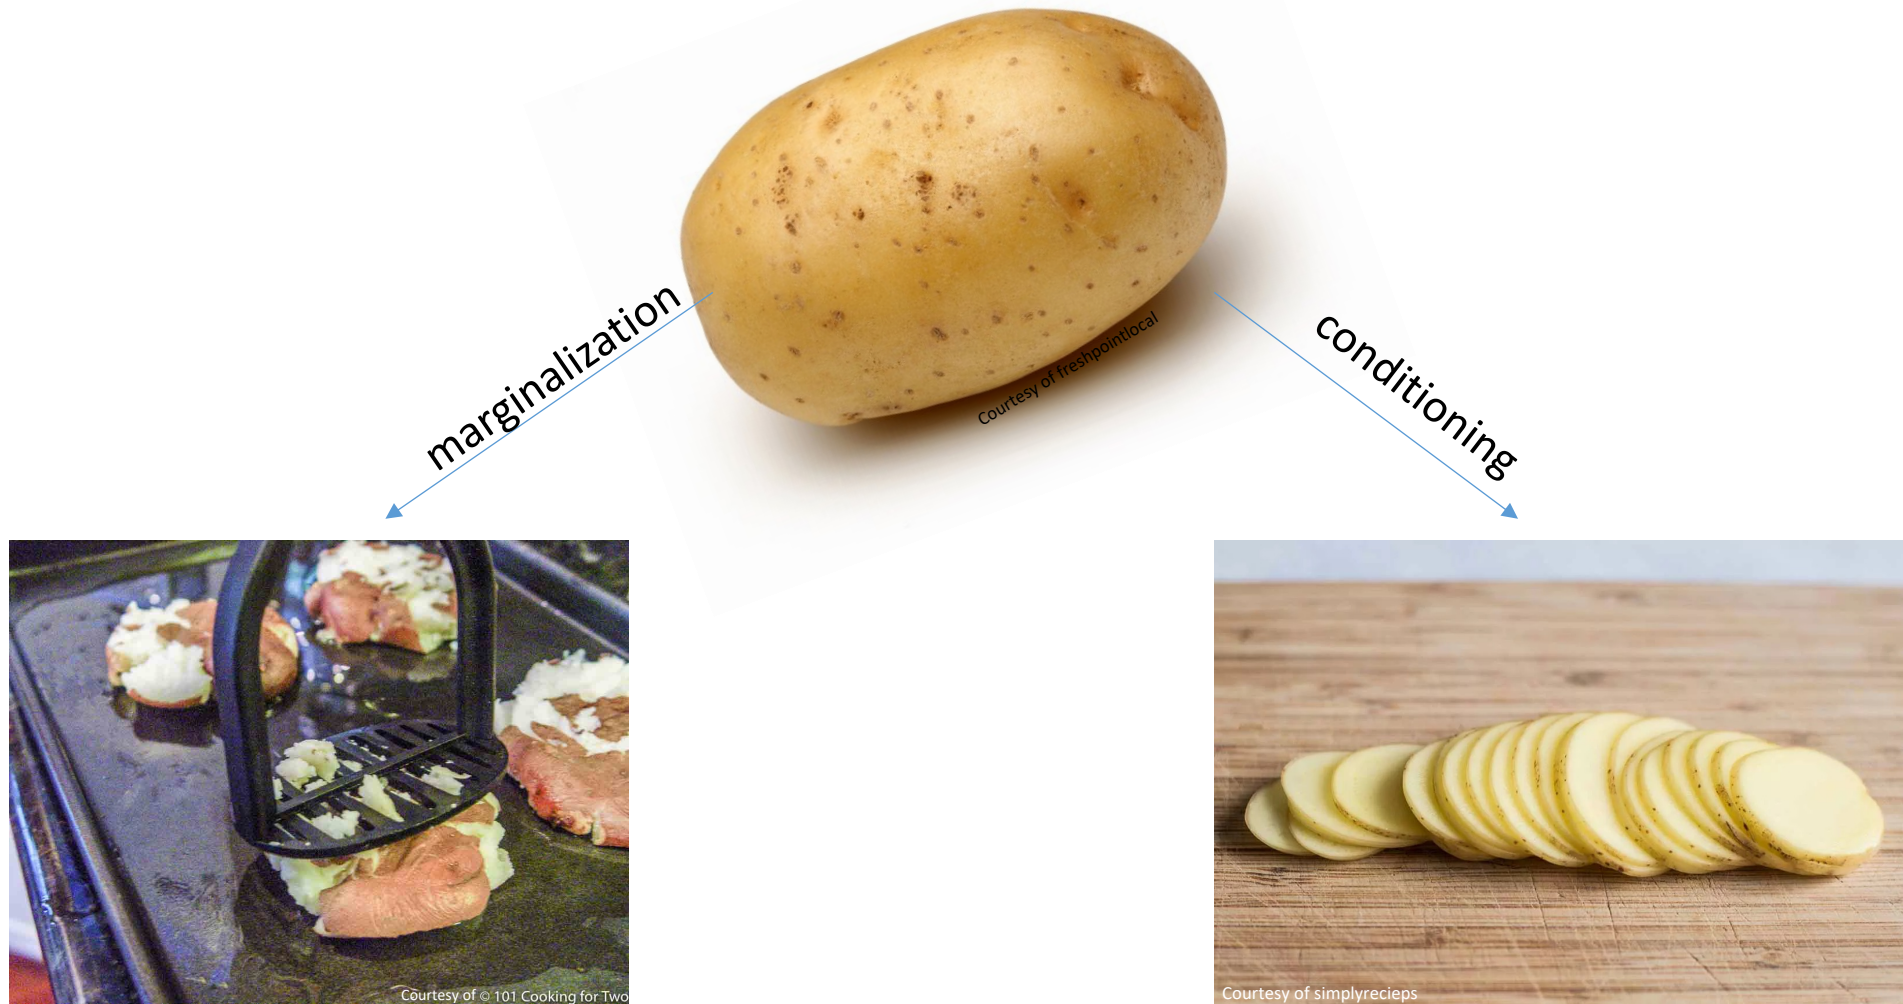 marginalization
conditioning
Courtesy of freshpointlocal
Courtesy of © 101 Cooking for Two
Courtesy of simplyrecieps